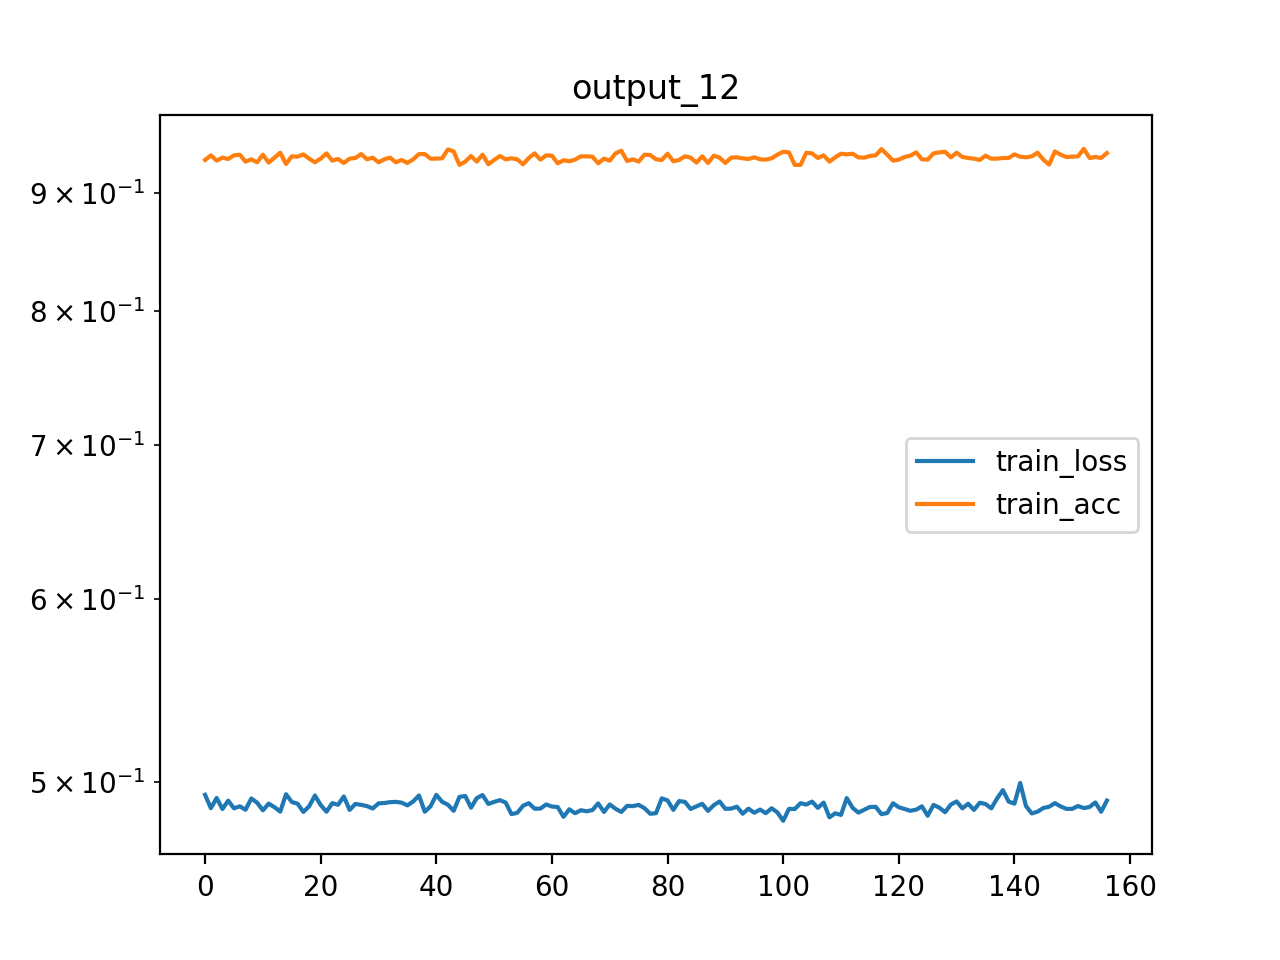 output_12
9 × 10⁻¹
8 × 10⁻¹
7 × 10⁻¹
6 × 10⁻¹
5 × 10⁻¹
train_loss
train_acc
0 20 40 60 80 100 120 140 160